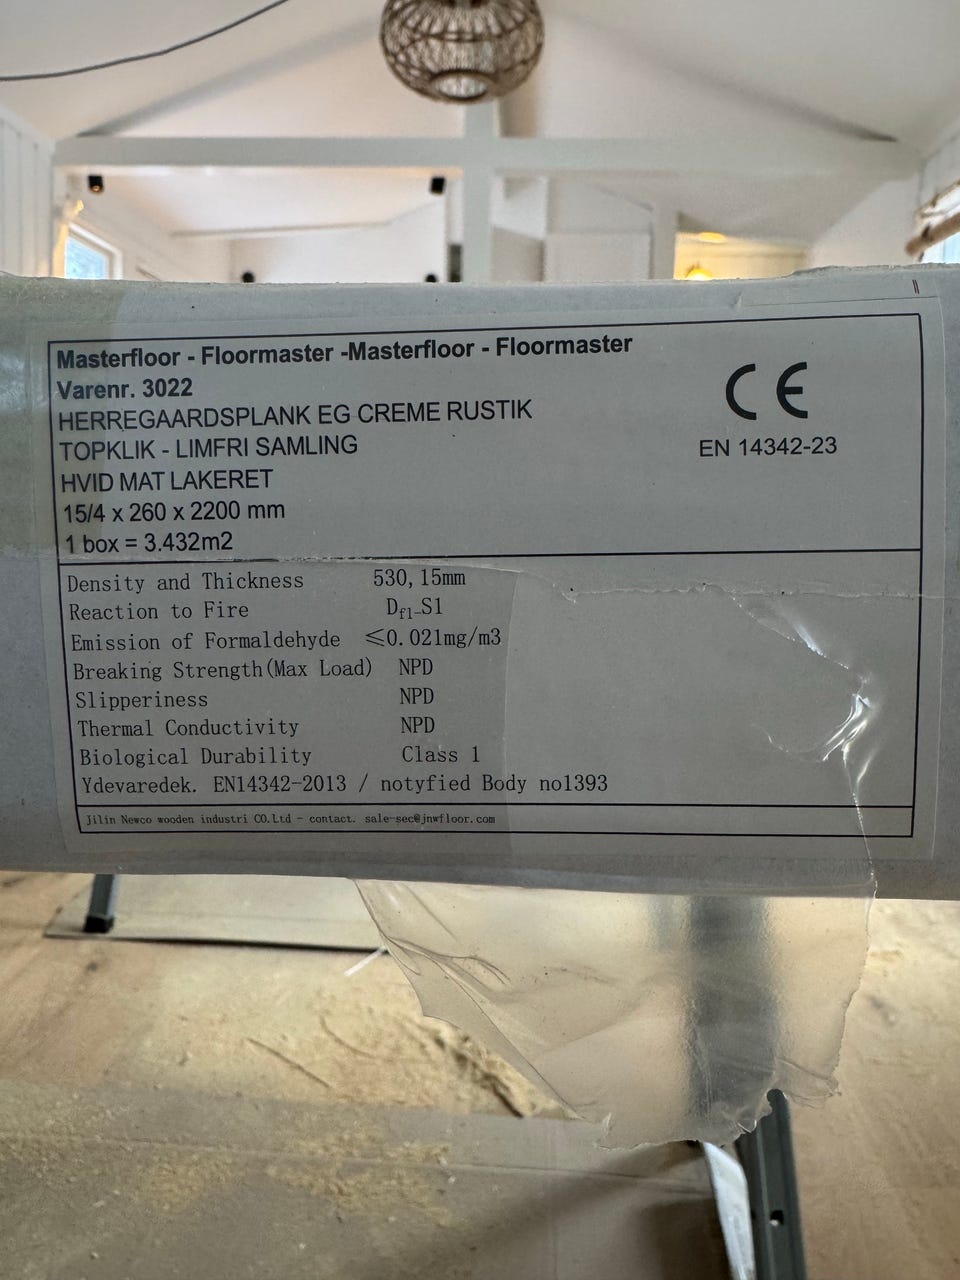 Masterfloor - Floormaster -Masterfloor - Floormaster
Varenr. 3022
HERREGAARDSPLANK EG CREME RUSTIK
TOPKLIK - LIMFRI SAMLING
HVID MAT LAKERET
15/4 x 260 x 2200 mm
1 box = 3.432m2
CE
EN 14342-23
Density and Thickness 530, 15mm
Reaction to Fire Dfl-S1
Emission of Formaldehyde ≤0.021mg/m3
Breaking Strength(Max Load) NPD
Slipperiness NPD
Thermal Conductivity NPD
Biological Durability Class 1
Ydevaredek. EN14342-2013 / notyfied Body no1393
Jilin Newco wooden industri CO.Ltd - contact. sale-sec@jnwfloor.com